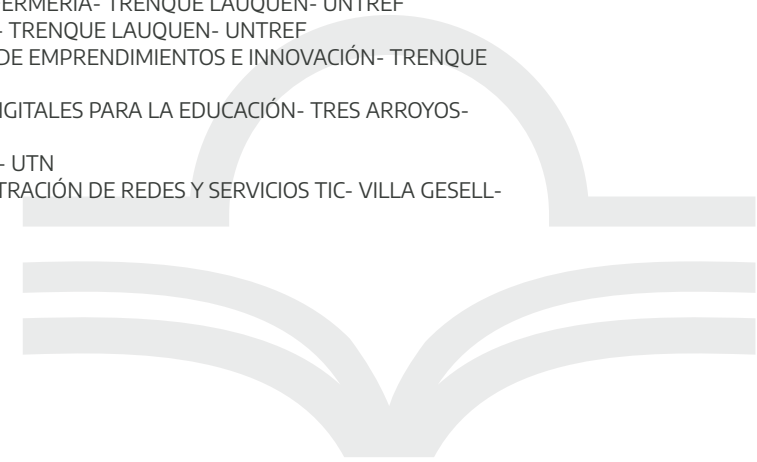 ERMERÍA- TRENQUE LAUQUEN- UNTREF
- TRENQUE LAUQUEN- UNTREF
DE EMPRENDIMIENTOS E INNOVACIÓN- TRENQUE
IGITALES PARA LA EDUCACIÓN- TRES ARROYOS-
- UTN
TRACIÓN DE REDES Y SERVICIOS TIC- VILLA GESELL-